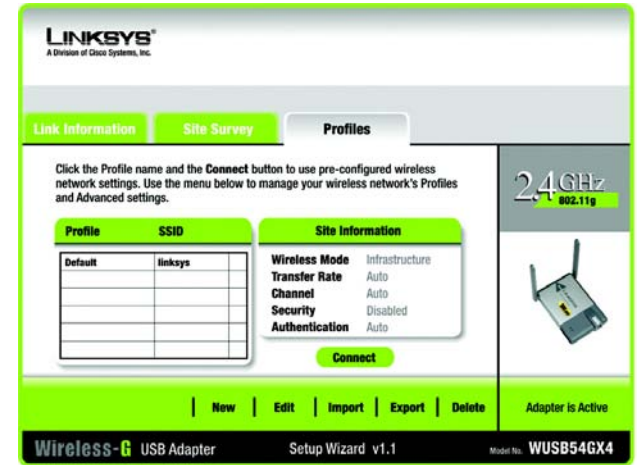 LINKSYS®
A Division of Cisco Systems, Inc.
Link Information
Site Survey
Profiles
Click the Profile name and the Connect button to use pre-configured wireless
network settings. Use the menu below to manage your wireless network's Profiles
and Advanced settings.
2.4 GHz
802.11g
Profile SSID
Default linksys
Site Information
Wireless Mode Infrastructure
Transfer Rate Auto
Channel Auto
Security Disabled
Authentication Auto
Connect
New | Edit | Import | Export | Delete
Adapter is Active
Wireless-G USB Adapter
Setup Wizard v1.1
Model No. WUSB54GX4